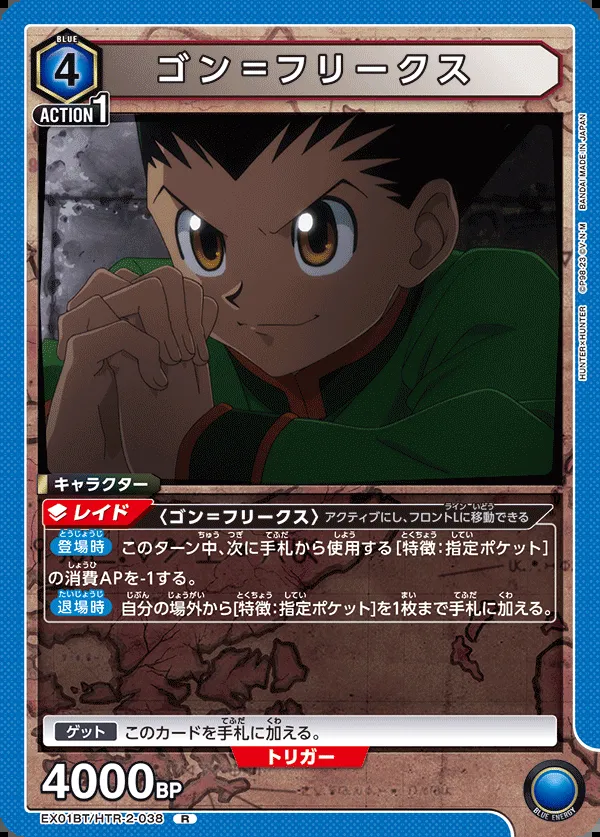 BLUE
4
ゴン=フリークス
ACTION 1
HUNTER×HUNTER ©P98-23 ©V・N・M BANDAI MADE IN JAPAN
キャラクター
レイド 〈ゴン=フリークス〉 アクティブにし、フロントLに移動できる
登場時 このターン中、次に手札から使用する[特徴:指定ポケット]
の消費APを-1する。
退場時 自分の場外から[特徴:指定ポケット]を1枚まで手札に加える。
ゲット このカードを手札に加える。
トリガー
4000BP
BLUE ENERGY
EX01BT/HTR-2-038 R